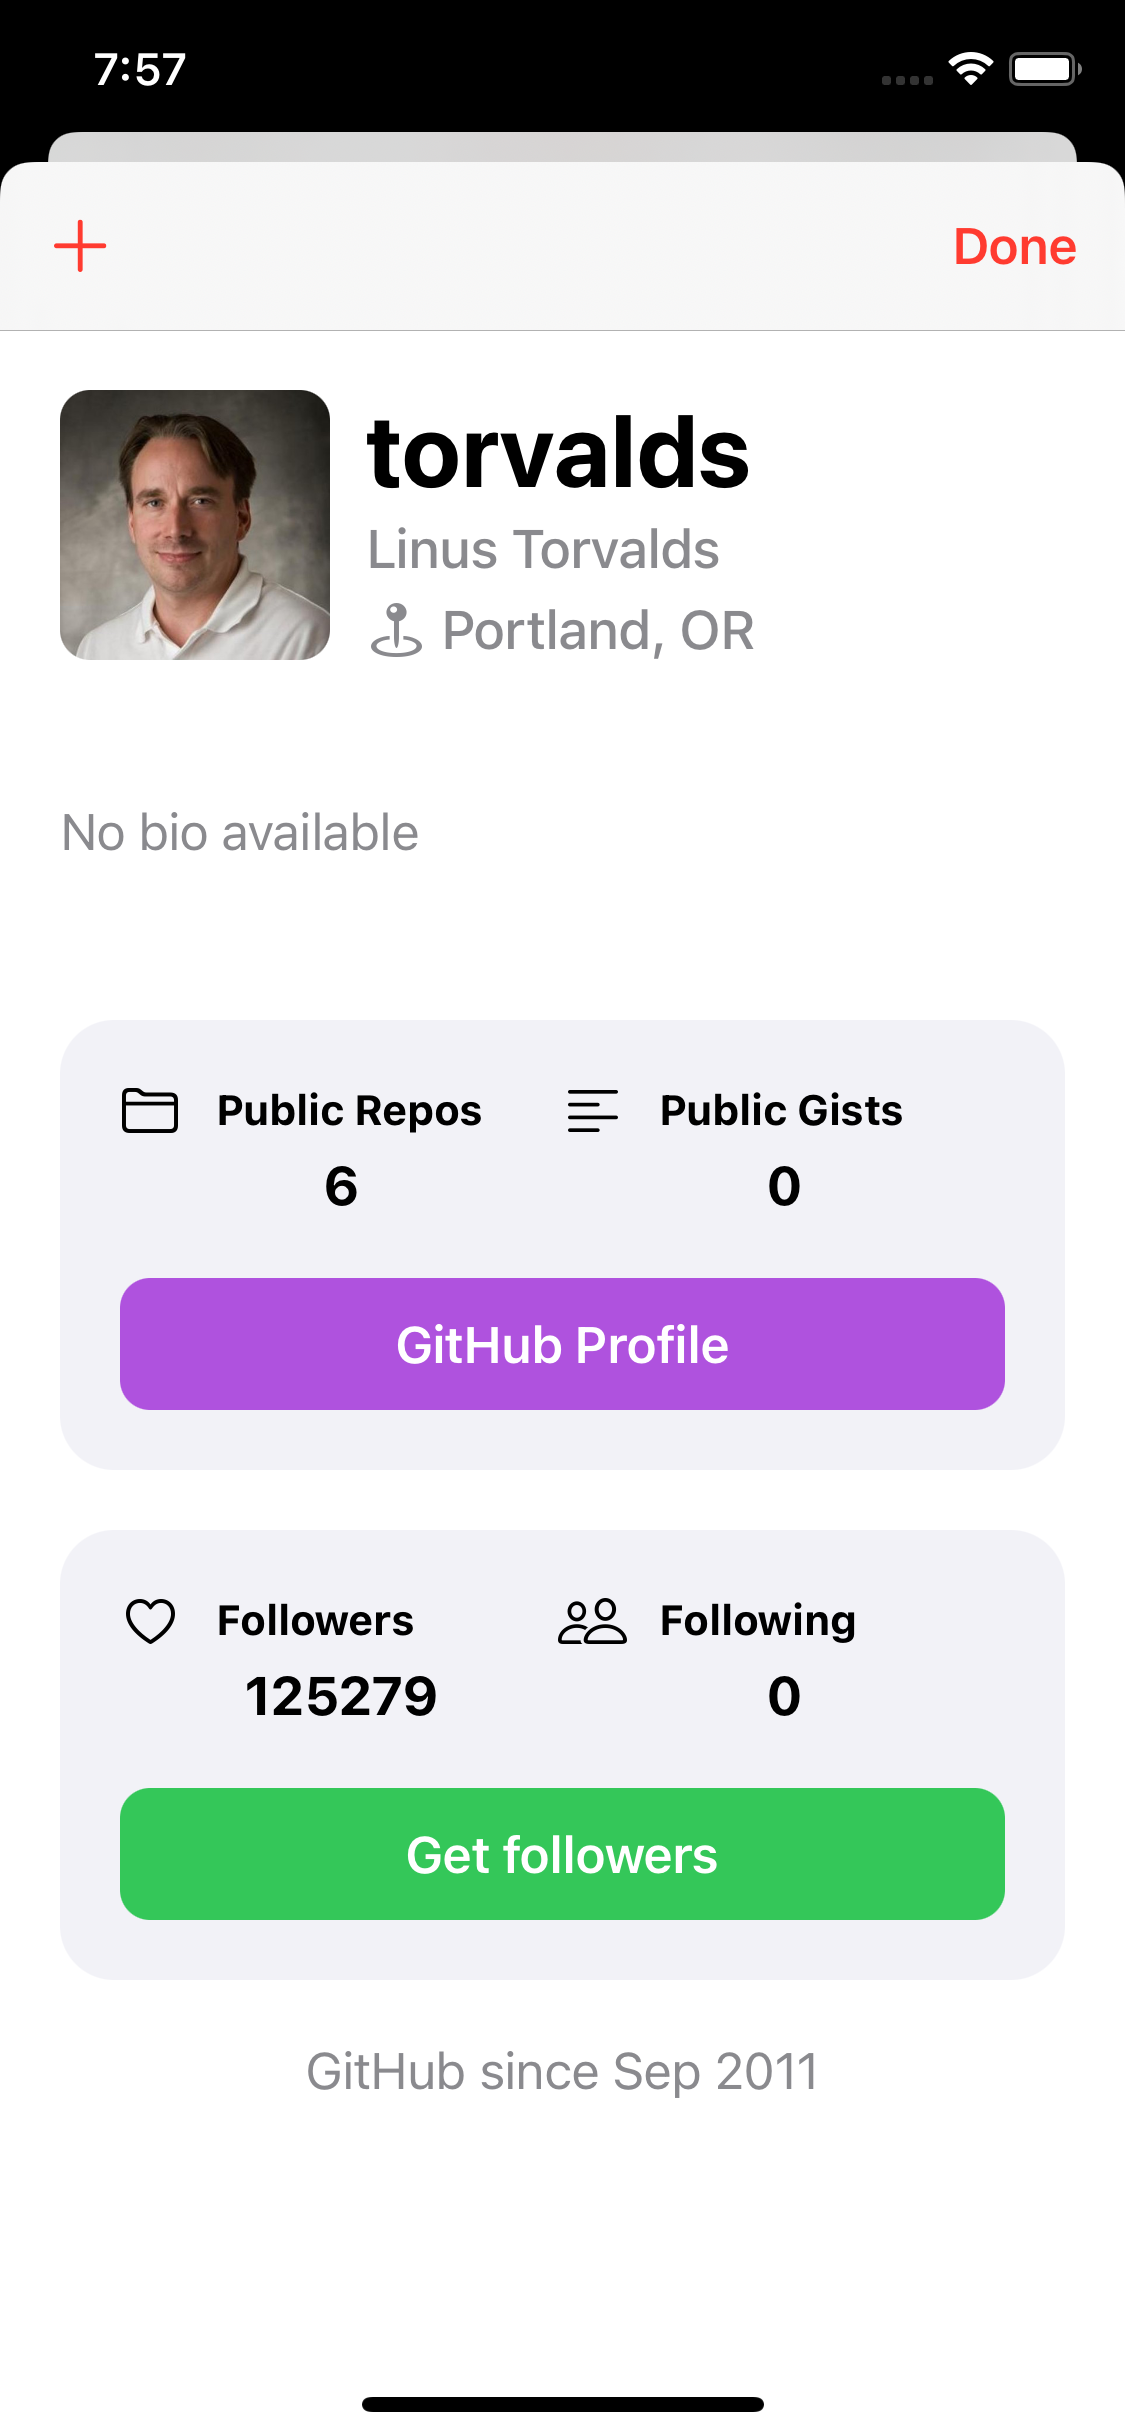 7:57
Done
torvalds
Linus Torvalds
Portland, OR
No bio available
Public Repos
6
Public Gists
0
GitHub Profile
Followers
125279
Following
0
Get followers
GitHub since Sep 2011